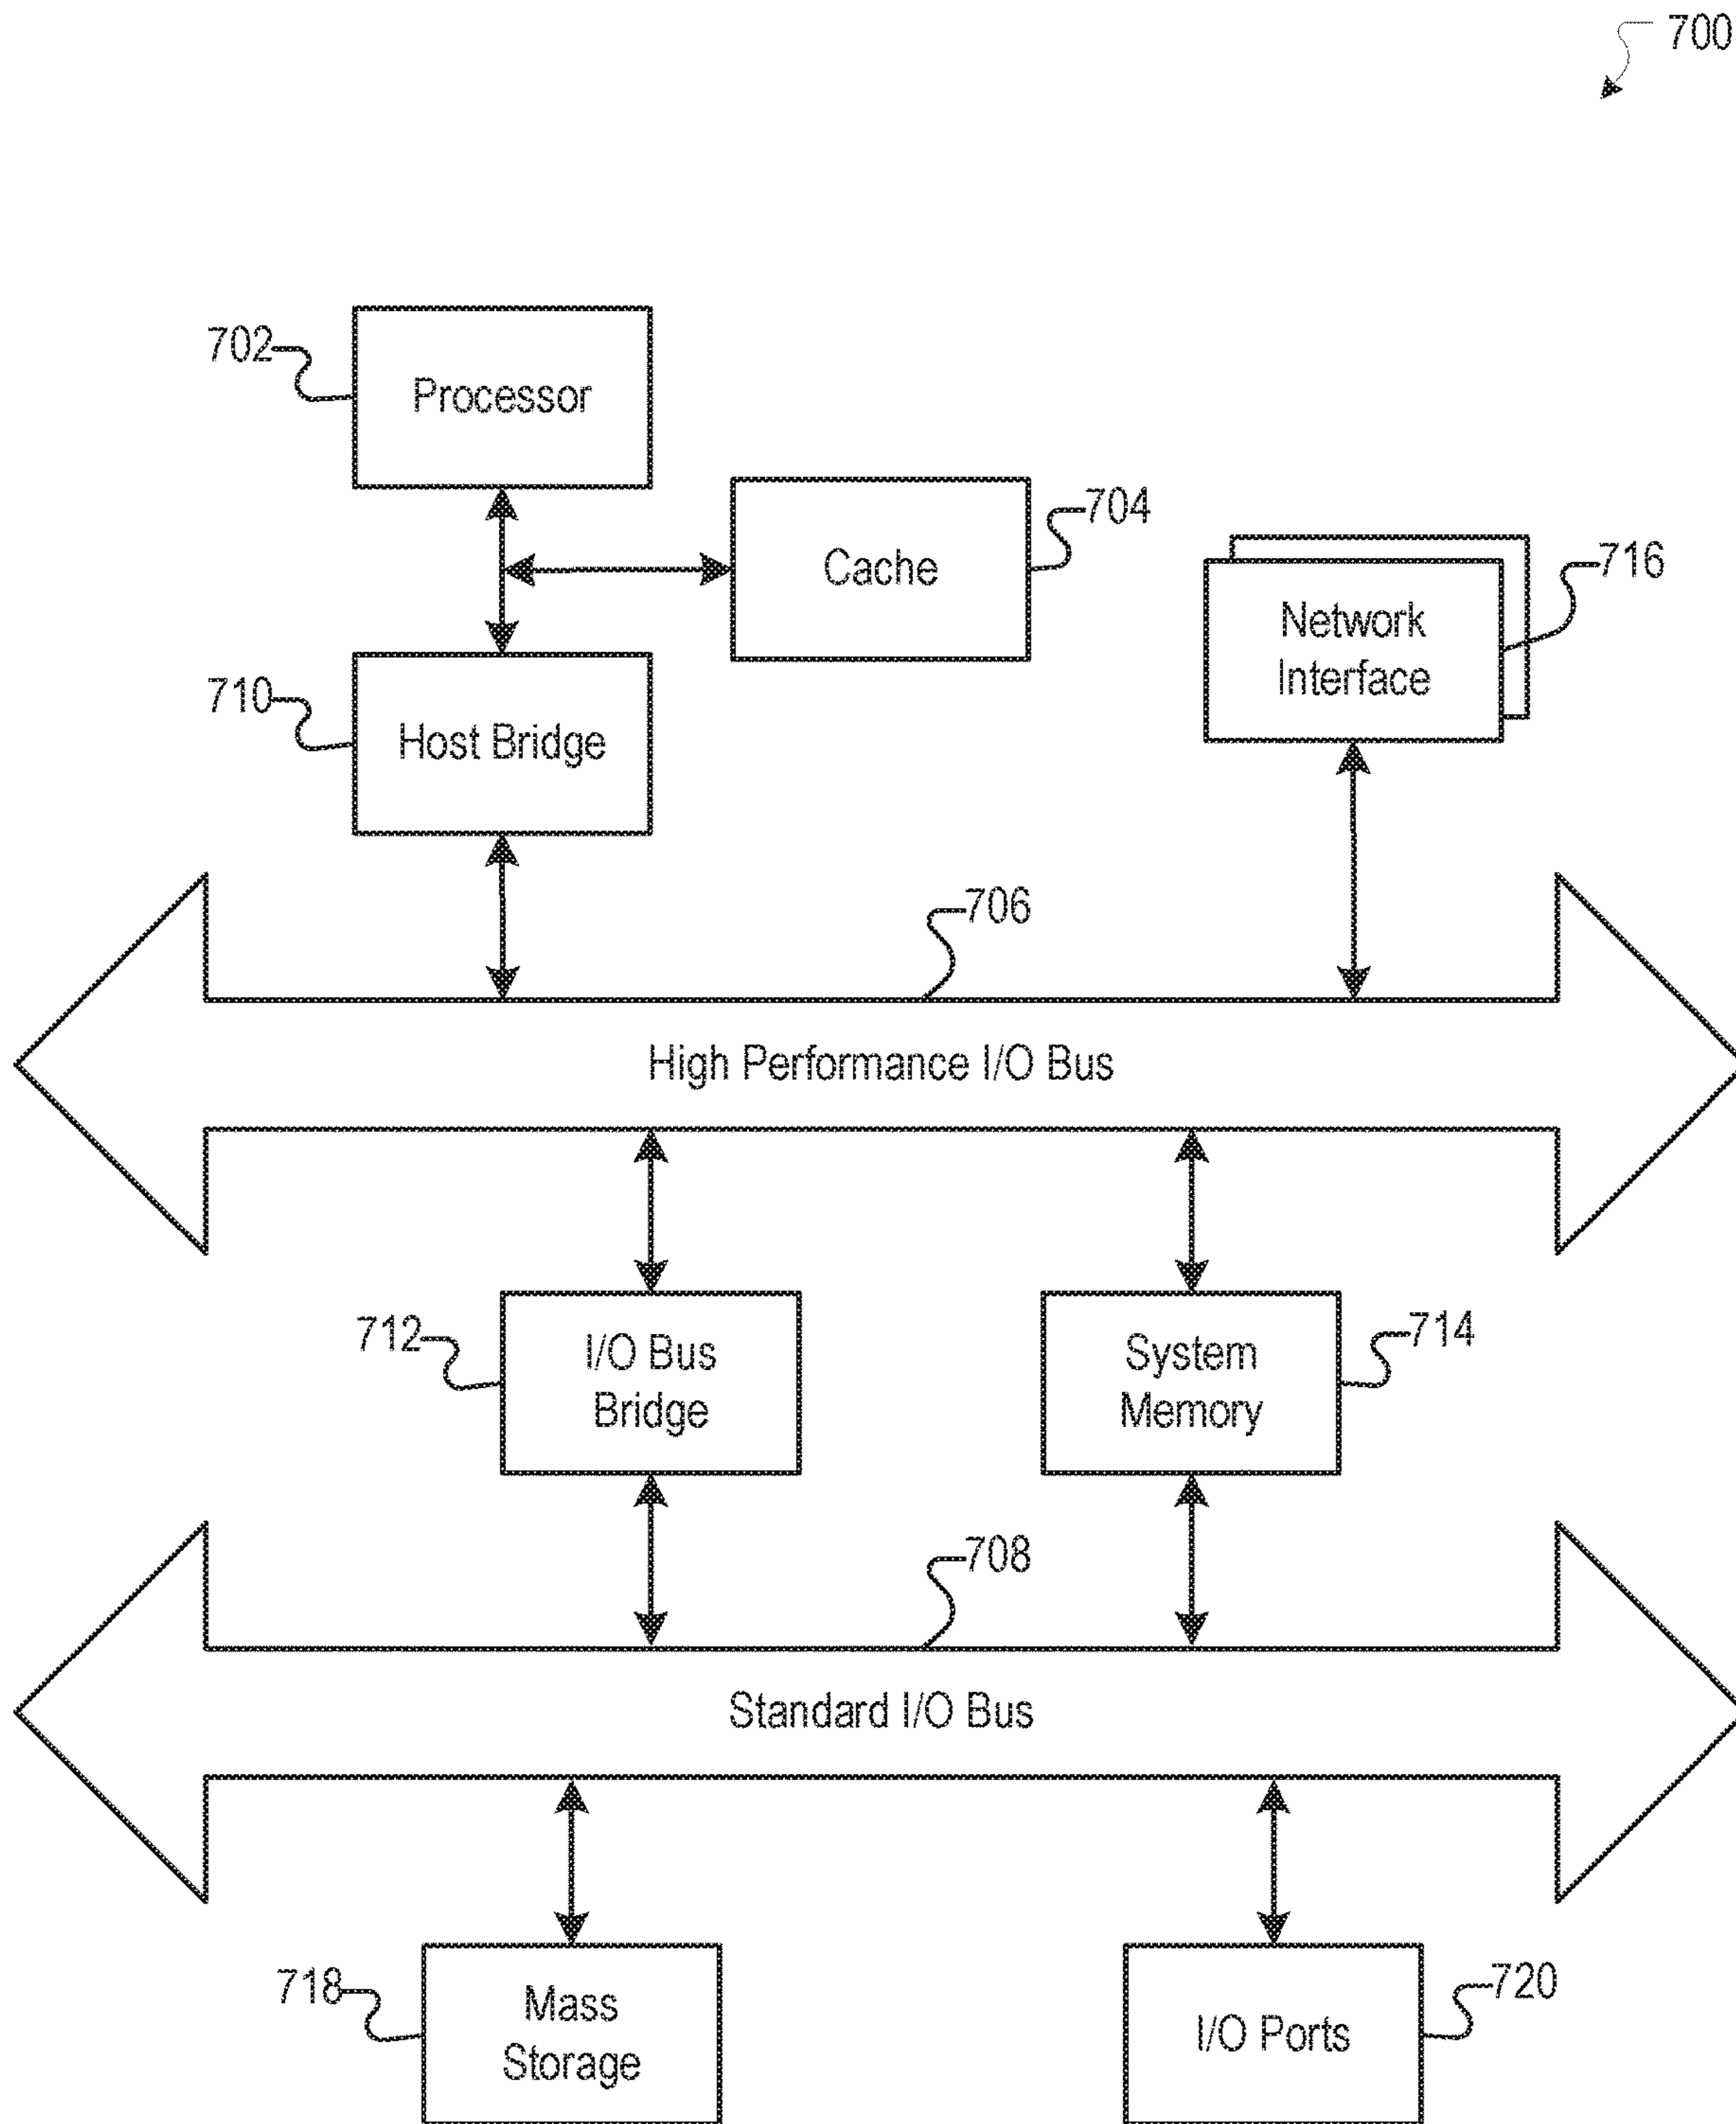 700
702
Processor
704
Cache
716
Network
Interface
710
Host Bridge
706
High Performance I/O Bus
712
I/O Bus
Bridge
System
Memory
714
708
Standard I/O Bus
718
Mass
Storage
I/O Ports
720